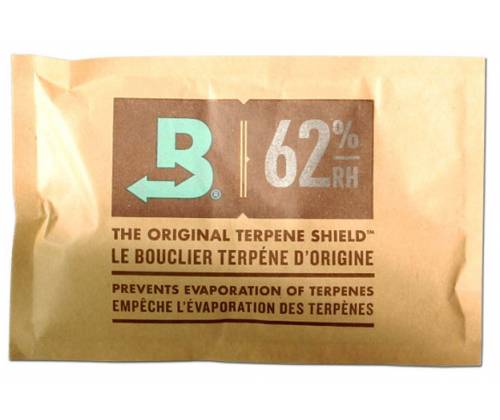 B® 62% RH
THE ORIGINAL TERPENE SHIELD™
LE BOUCLIER TERPÉNE D'ORIGINE
PREVENTS EVAPORATION OF TERPENES
EMPÊCHE L'ÉVAPORATION DES TERPÈNES